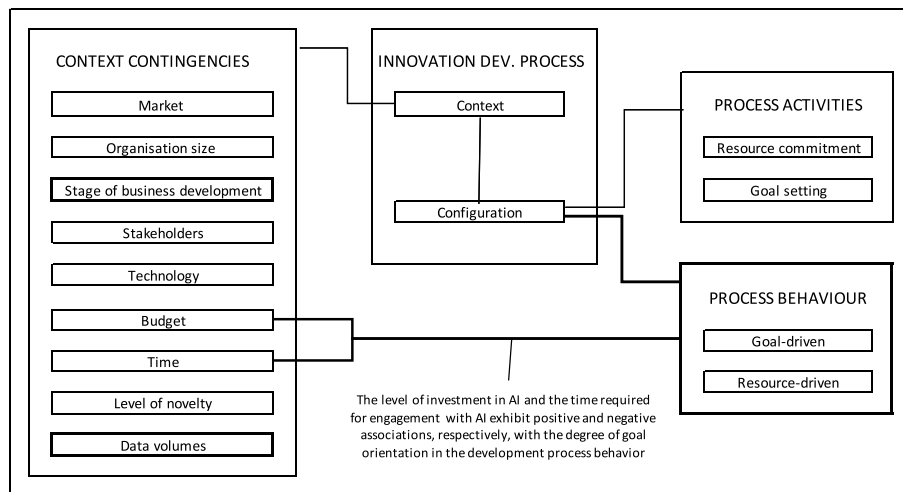 CONTEXT CONTINGENCIES
Market
Organisation size
Stage of business development
Stakeholders
Technology
Budget
Time
Level of novelty
Data volumes
INNOVATION DEV. PROCESS
Context
Configuration
PROCESS ACTIVITIES
Resource commitment
Goal setting
PROCESS BEHAVIOUR
Goal-driven
Resource-driven
The level of investment in AI and the time required
for engagement with AI exhibit positive and negative
associations, respectively, with the degree of goal
orientation in the development process behavior